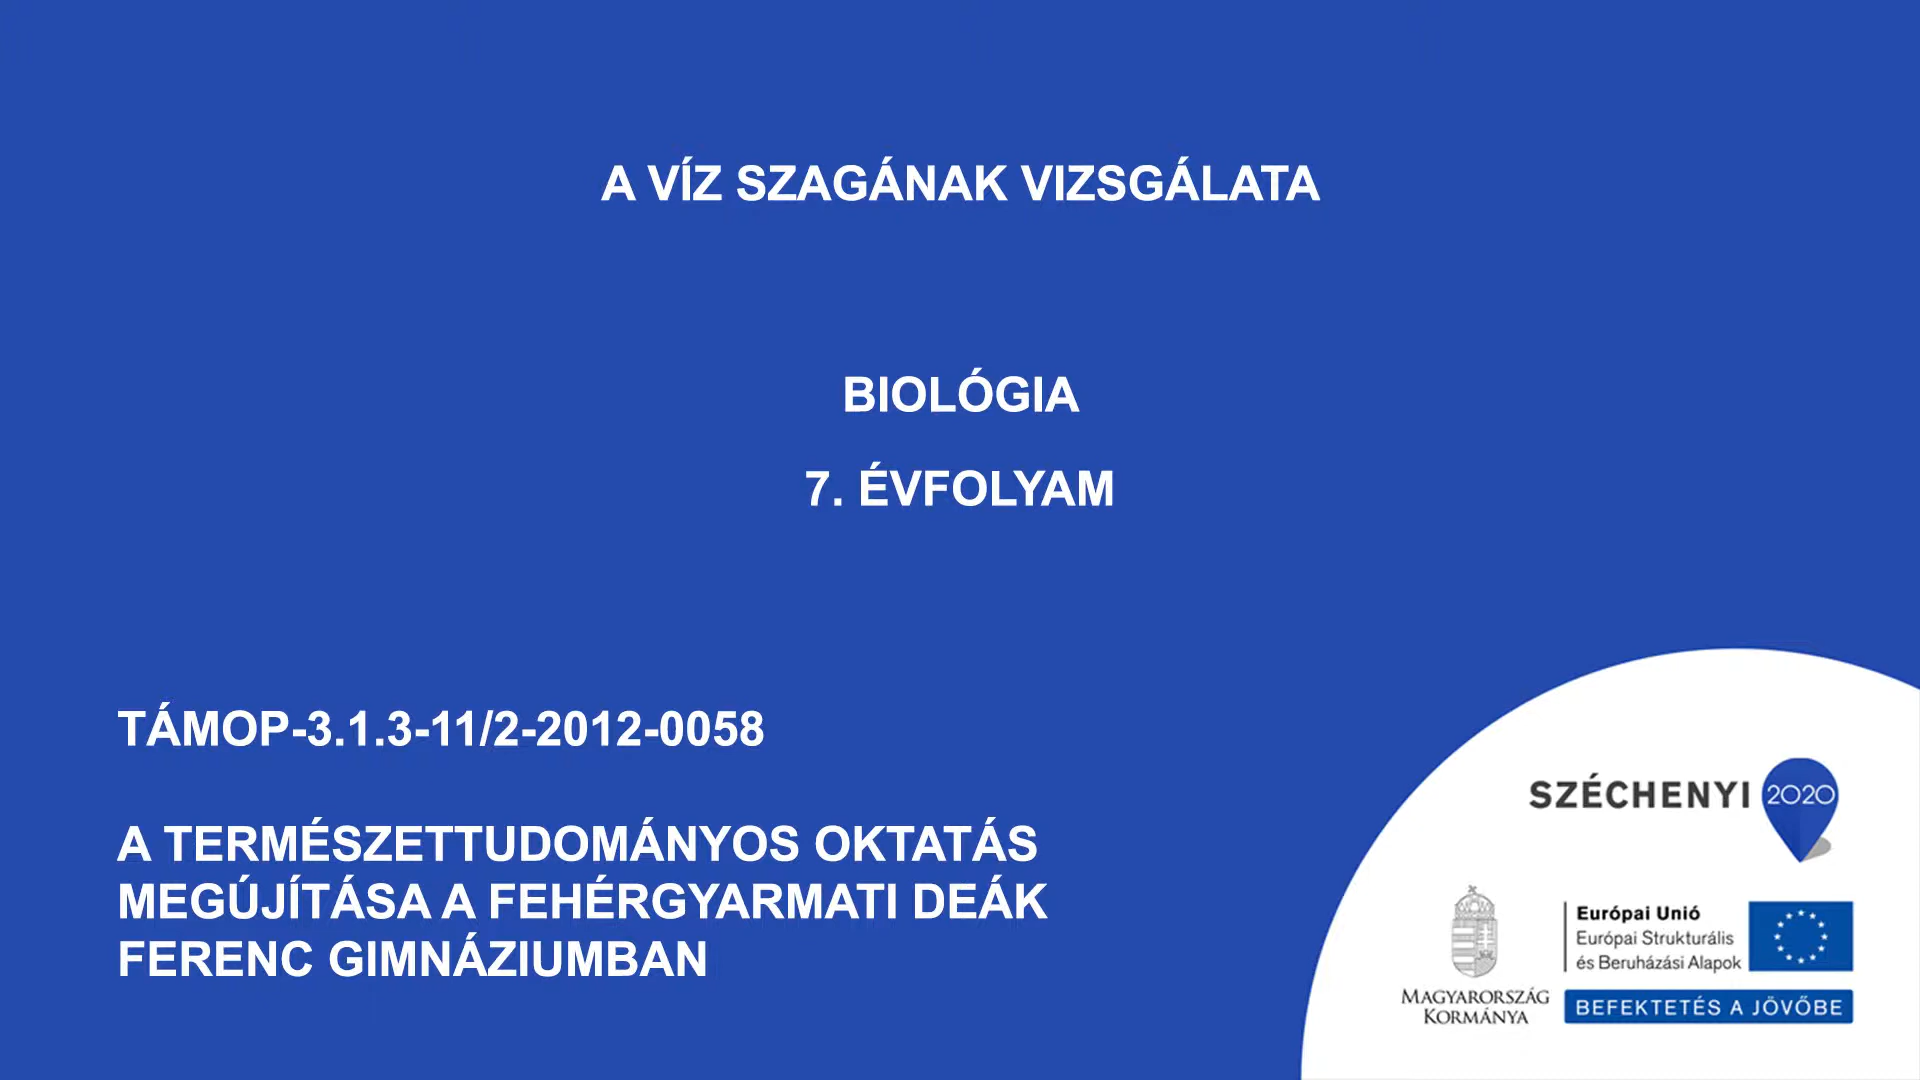 A VÍZ SZAGÁNAK VIZSGÁLATA
BIOLÓGIA
7. ÉVFOLYAM
TÁMOP-3.1.3-11/2-2012-0058
A TERMÉSZETTUDOMÁNYOS OKTATÁS
MEGÚJÍTÁSA A FEHÉRGYARMATI DEÁK
FERENC GIMNÁZIUMBAN
SZÉCHENYI 2020
Európai Unió
Európai Strukturális
és Beruházási Alapok
MAGYARORSZÁG
KORMÁNYA
BEFEKTETÉS A JÖVŐBE